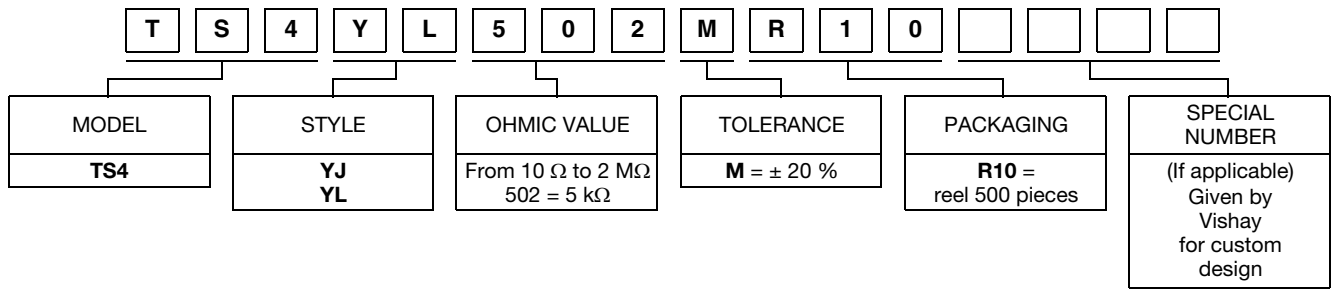 T S 4 Y L 5 0 2 M R 1 0
MODEL
TS4
STYLE
YJ
YL
OHMIC VALUE
From 10 Ω to 2 MΩ
502 = 5 kΩ
TOLERANCE
M = ± 20 %
PACKAGING
R10 =
reel 500 pieces
SPECIAL
NUMBER
(If applicable)
Given by
Vishay
for custom
design